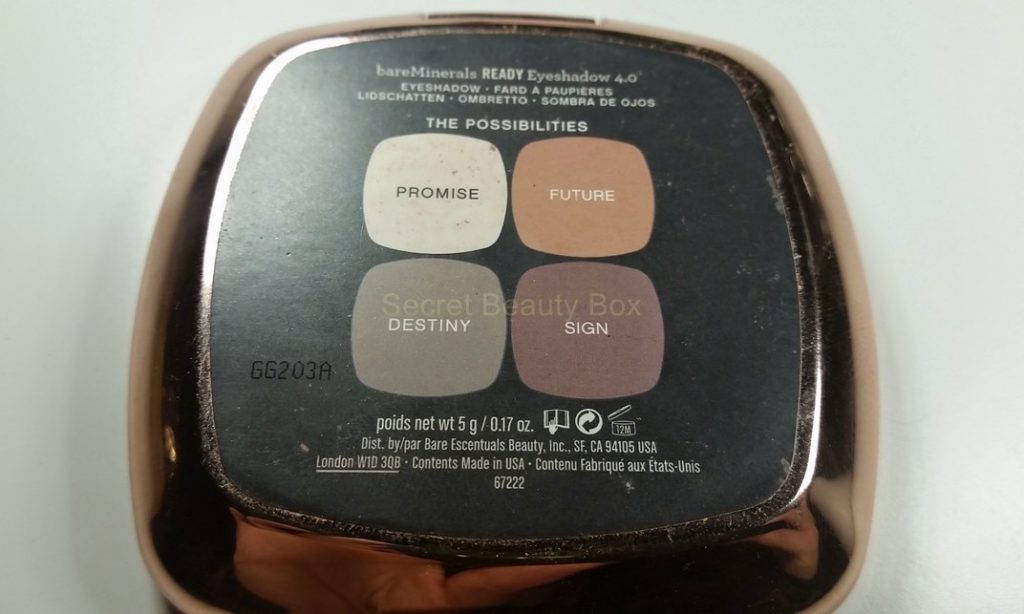 bareMinerals READY Eyeshadow 4.0
EYESHADOW · FARD À PAUPIÈRES
LIDSCHATTEN · OMBRETTO · SOMBRA DE OJOS
THE POSSIBILITIES
PROMISE
FUTURE
Secret Beauty Box
DESTINY
SIGN
GG203A
poids net wt 5 g / 0.17 oz.
12M
Dist. by/par Bare Escentuals Beauty, Inc., SF, CA 94105 USA
London W1D 3QB · Contents Made in USA · Contenu Fabriqué aux États-Unis
67222